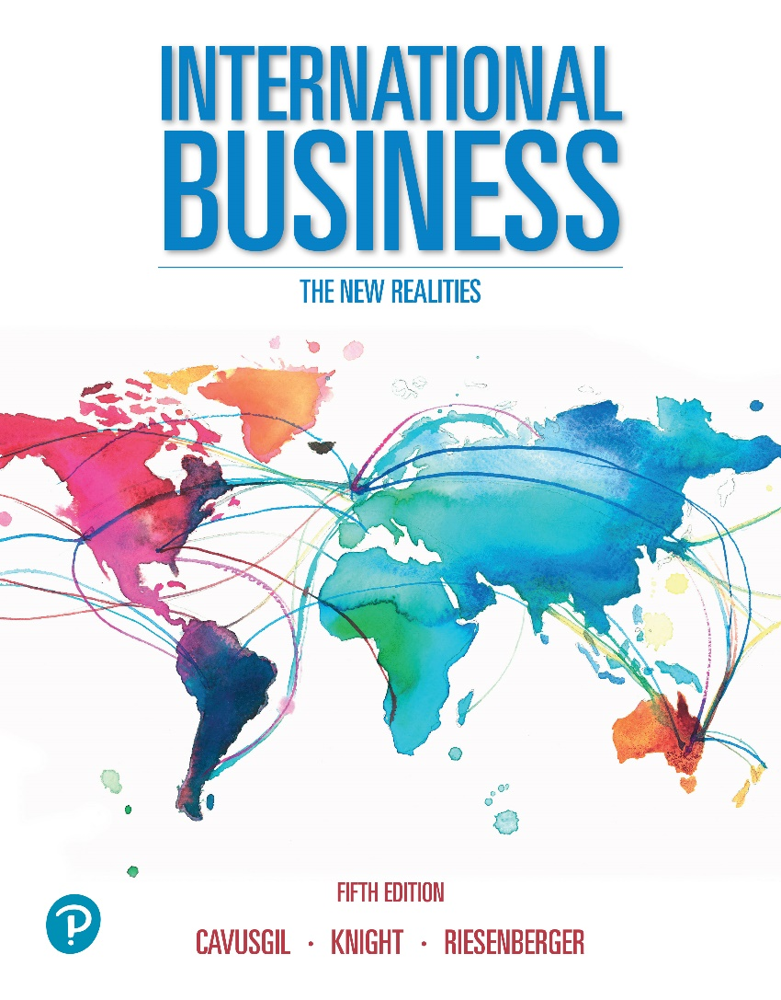 INTERNATIONAL
BUSINESS
THE NEW REALITIES
FIFTH EDITION
CAVUSGIL · KNIGHT · RIESENBERGER
P